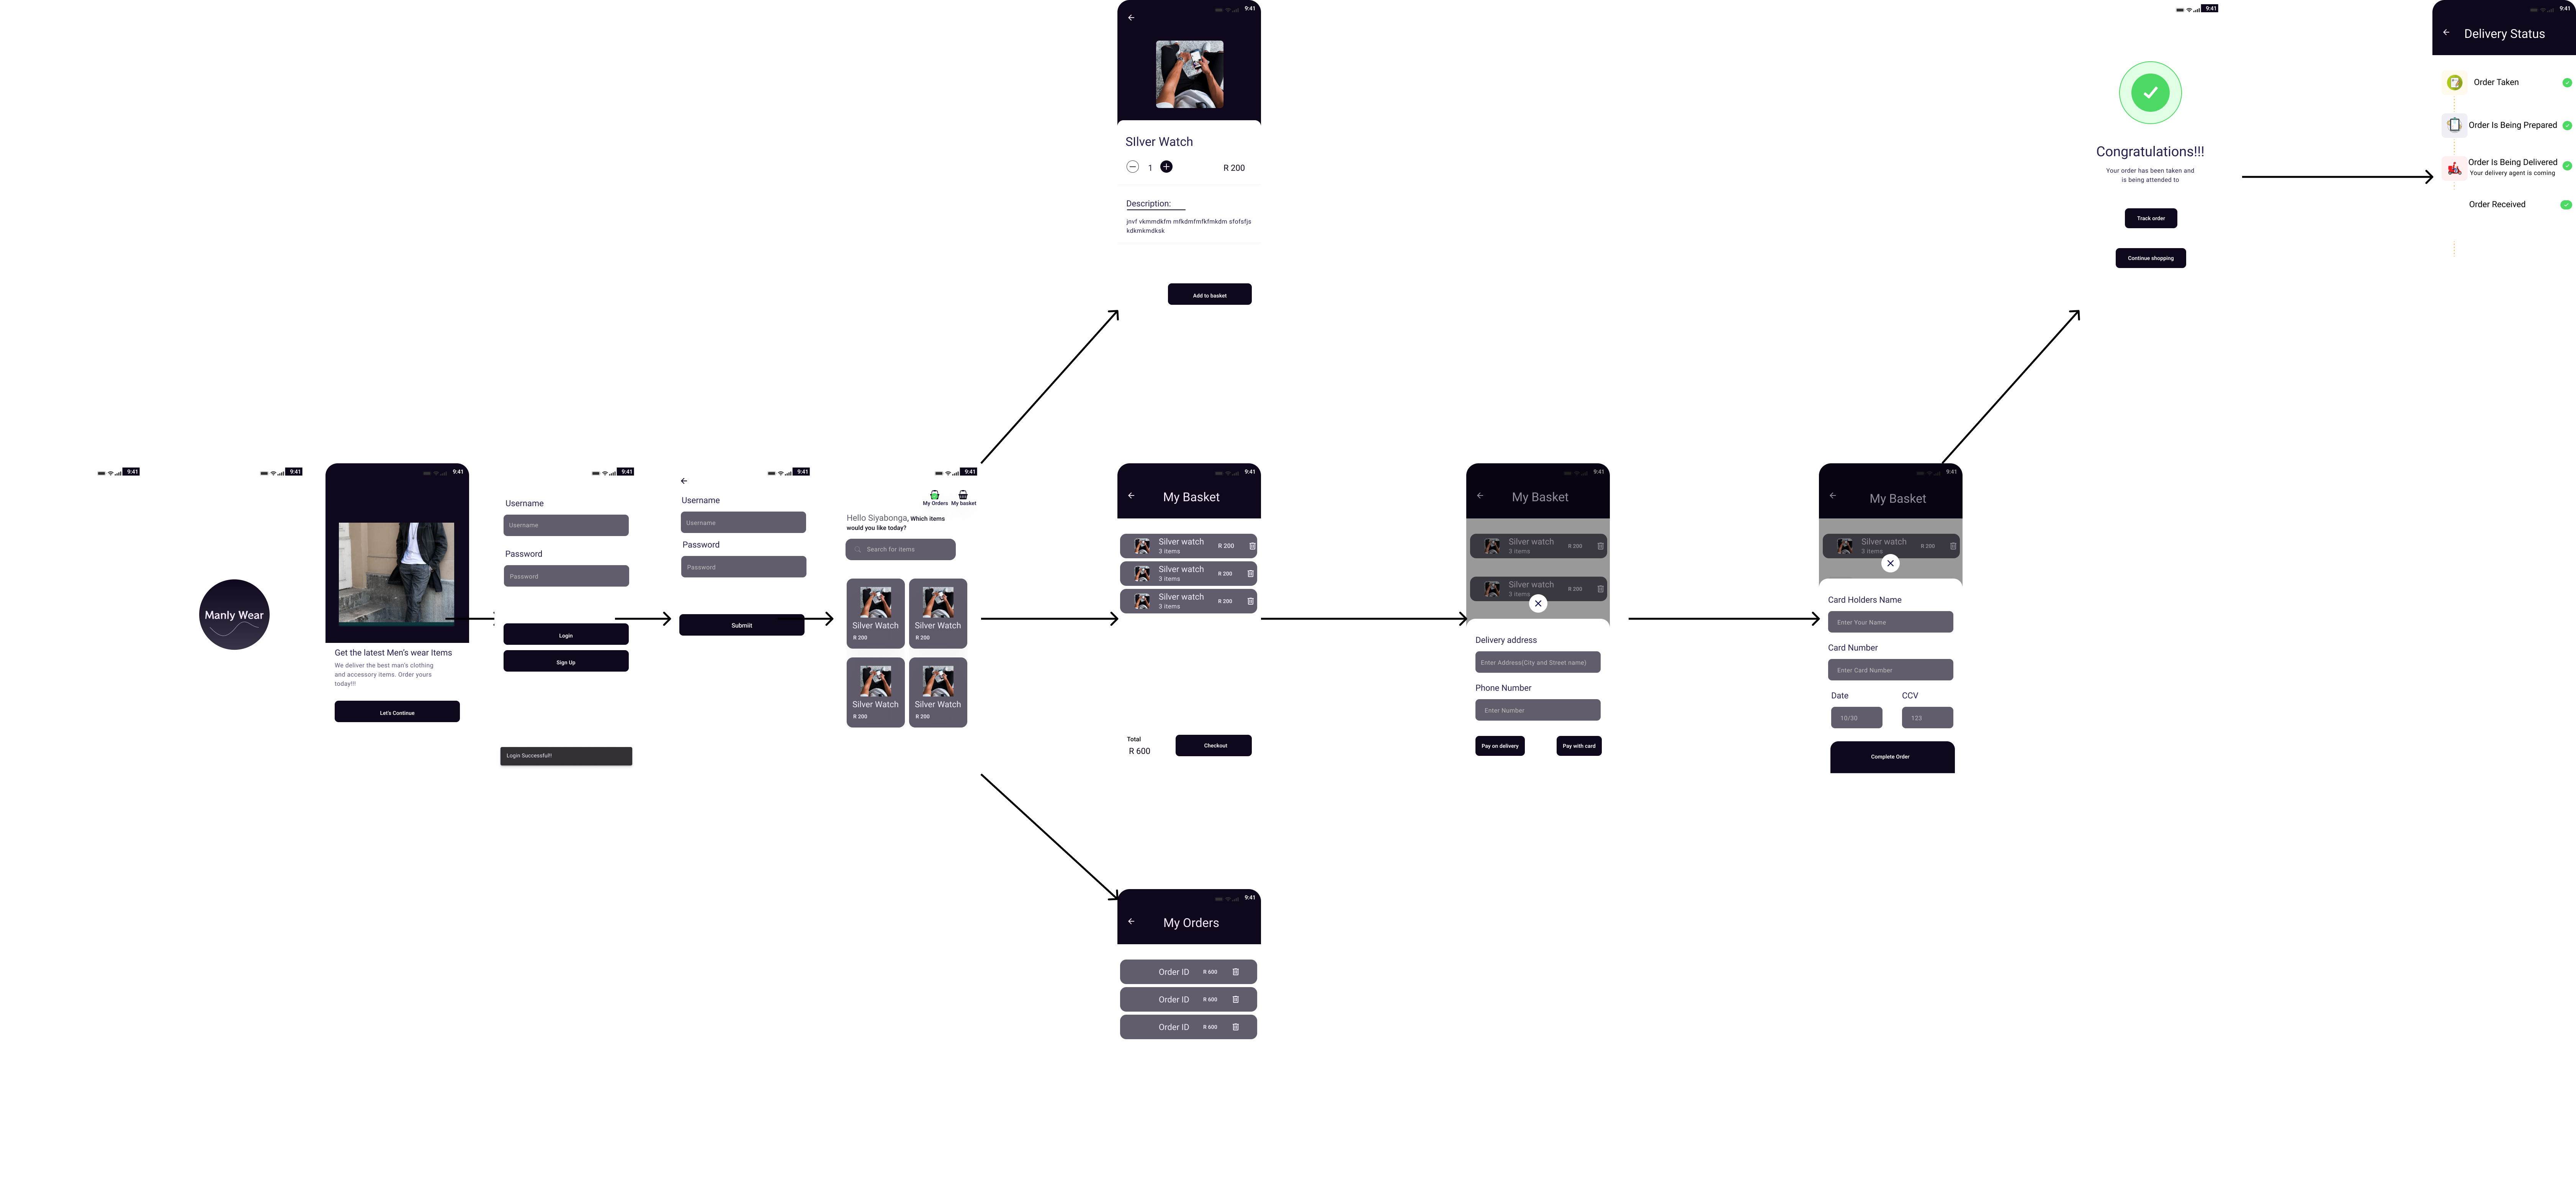 9:41
SIlver Watch
1
R 200
Description:
jnvf vkmmdkfm mfkdmfmfkfmkdm sfofsfjs
kdkmkmdksk
Add to basket
9:41
Congratulations!!!
Your order has been taken and
is being attended to
Track order
Continue shopping
9:41
Delivery Status
Order Taken
Order Is Being Prepared
Order Is Being Delivered
Your delivery agent is coming
Order Received
9:41
9:41
Manly Wear
9:41
Get the latest Men's wear Items
We deliver the best man's clothing
and accessory items. Order yours
today!!!
Let's Continue
9:41
Username
Username
Password
Password
Login
Sign Up
Login Successful!!
9:41
Username
Username
Password
Password
Submiit
9:41
My Orders
My basket
Hello Siyabonga, Which items
would you like today?
Search for items
Silver Watch
R 200
Silver Watch
R 200
Silver Watch
R 200
Silver Watch
R 200
9:41
My Basket
Silver watch
3 items
R 200
Silver watch
3 items
R 200
Silver watch
3 items
R 200
Total
R 600
Checkout
9:41
My Basket
Silver watch
3 items
R 200
Silver watch
3 items
R 200
Delivery address
Enter Address(City and Street name)
Phone Number
Enter Number
Pay on delivery
Pay with card
9:41
My Basket
Silver watch
3 items
R 200
Card Holders Name
Enter Your Name
Card Number
Enter Card Number
Date
CCV
10/30
123
Complete Order
9:41
My Orders
Order ID
R 600
Order ID
R 600
Order ID
R 600